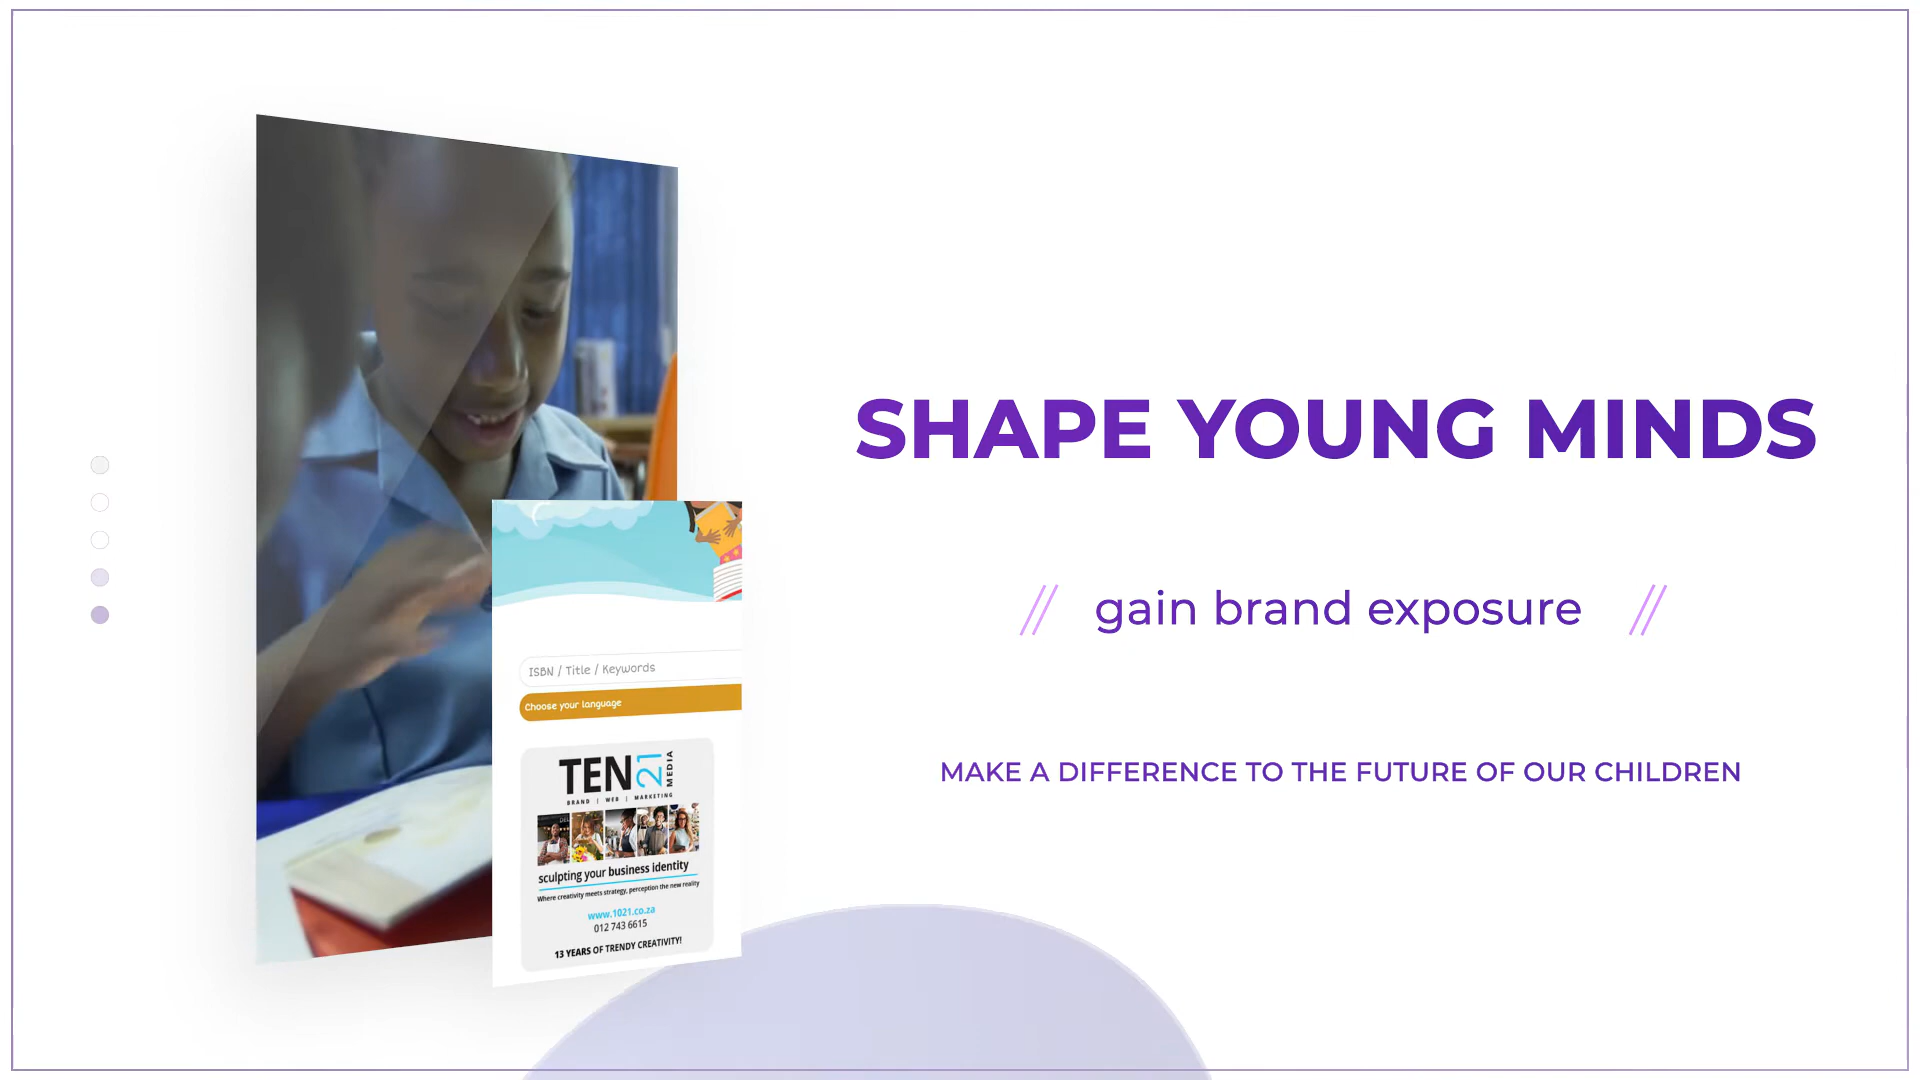 SHAPE YOUNG MINDS
// gain brand exposure //
MAKE A DIFFERENCE TO THE FUTURE OF OUR CHILDREN
ISBN / Title / Keywords
Choose your language
TEN 21 MEDIA
BRAND | WEB | MARKETING
sculpting your business identity
Where creativity meets strategy, perception the new reality
www.1021.co.za
012 743 6615
13 YEARS OF TRENDY CREATIVITY!